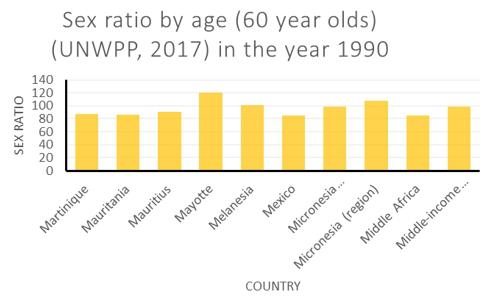 Sex ratio by age (60 year olds)
(UNWPP, 2017) in the year 1990
SEX RATIO
140
120
100
80
60
40
20
0
Martinique
Mauritania
Mauritius
Mayotte
Melanesia
Mexico
Micronesia...
Micronesia (region)
Middle Africa
Middle-income...
COUNTRY